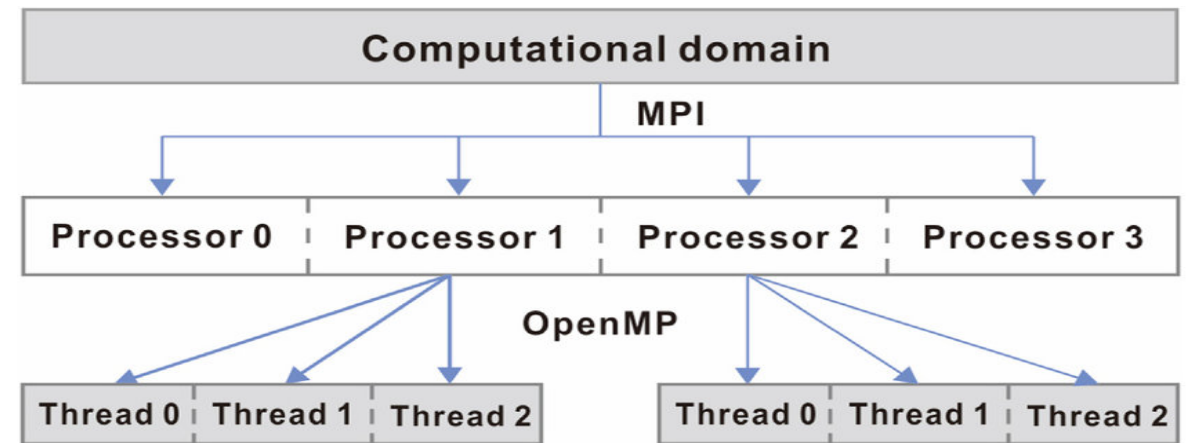 Computational domain
MPI
Processor 0 Processor 1 Processor 2 Processor 3
OpenMP
Thread 0 Thread 1 Thread 2 Thread 0 Thread 1 Thread 2